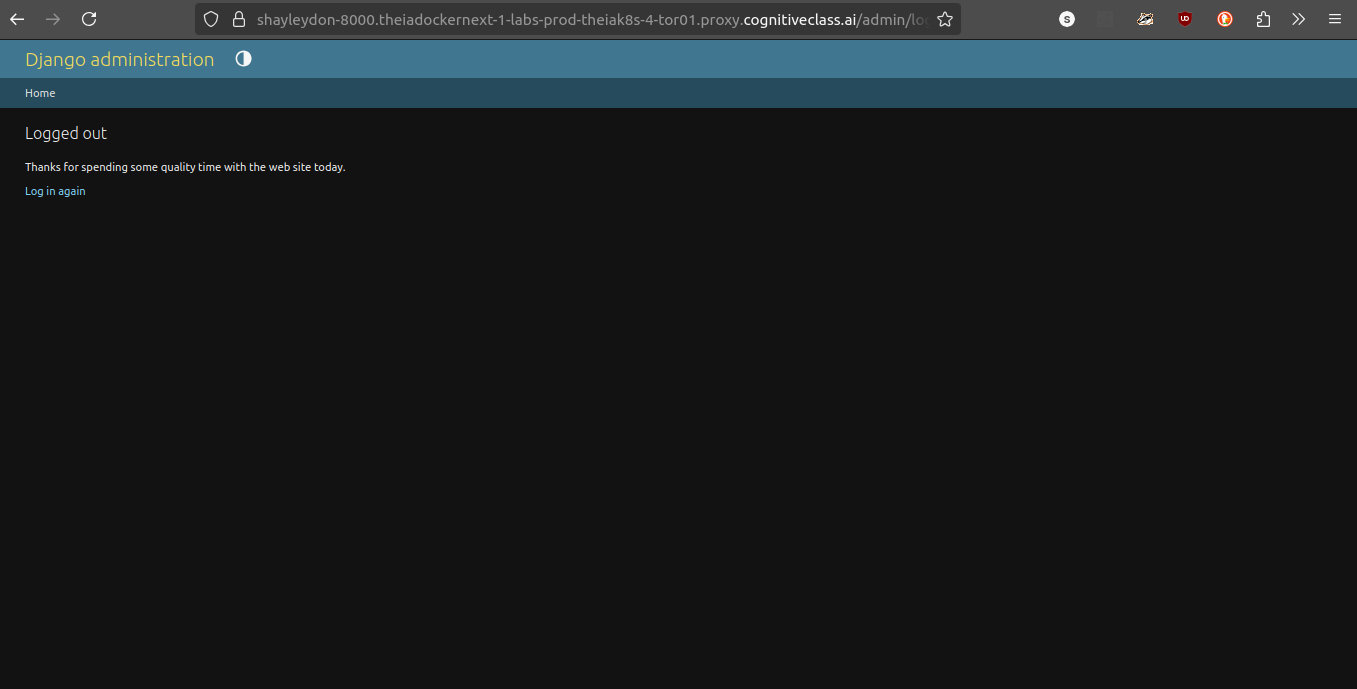 shayleydon-8000.theiadockernext-1-labs-prod-theiak8s-4-tor01.proxy.cognitiveclass.ai/admin/lo
S
UD
Django administration
Home
Logged out
Thanks for spending some quality time with the web site today.
Log in again